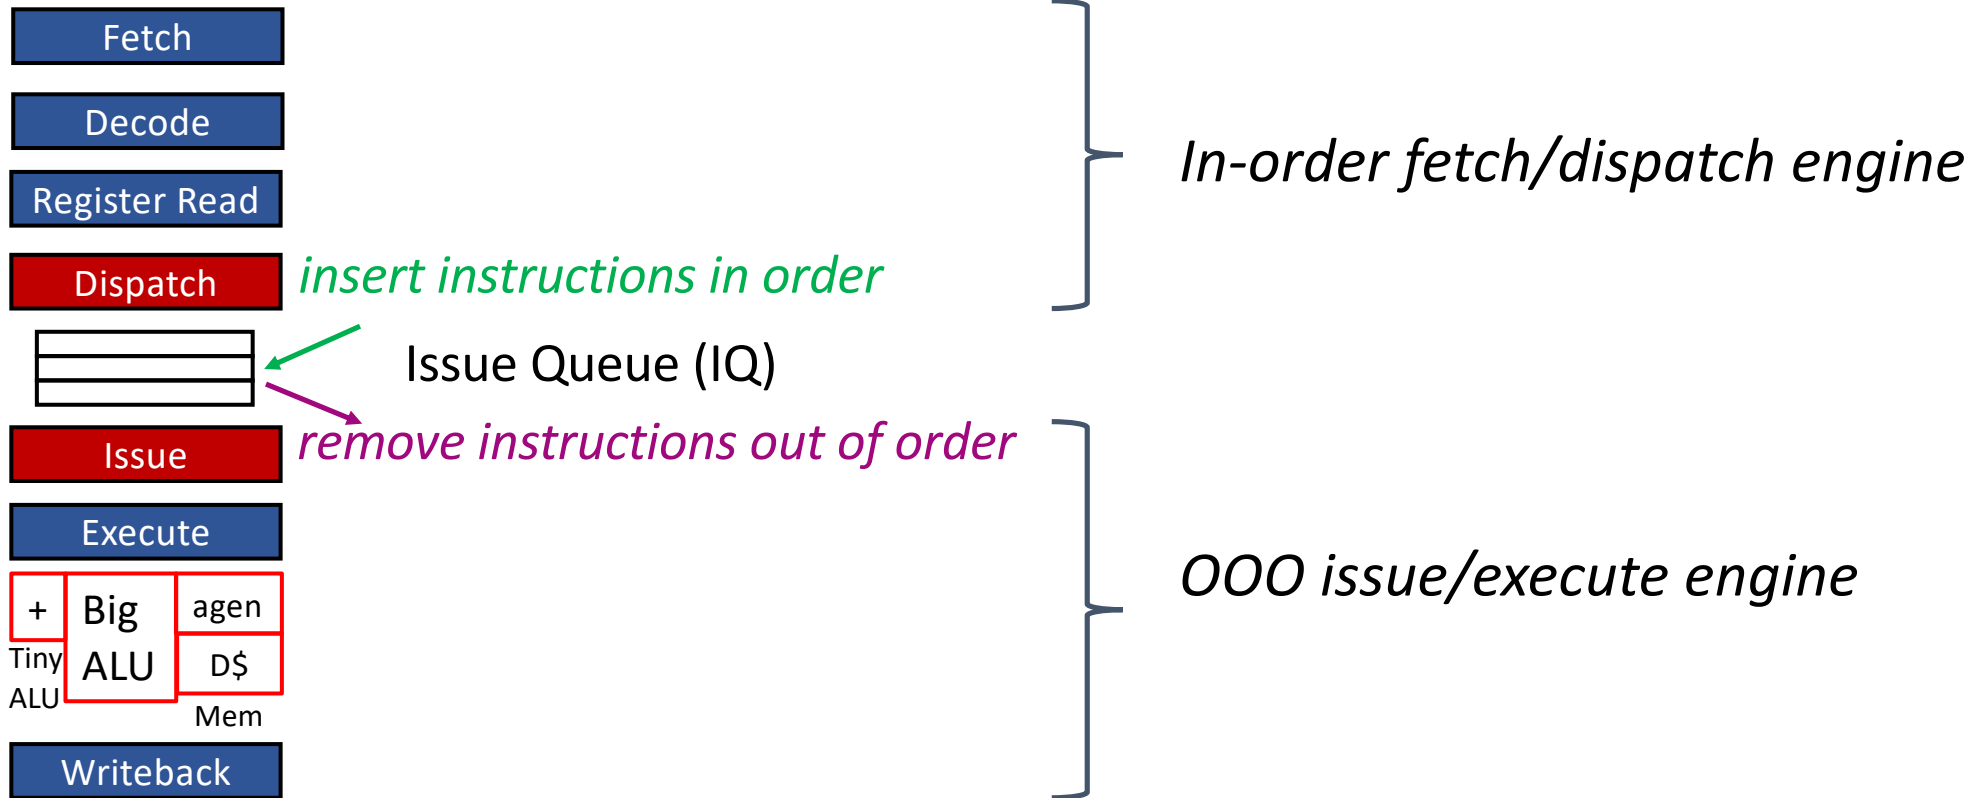 Fetch
Decode
In-order fetch/dispatch engine
Register Read
Dispatch
insert instructions in order
Issue Queue (IQ)
Issue
remove instructions out of order
Execute
OOO issue/execute engine
+
Tiny
ALU
Big
ALU
agen
D$
Mem
Writeback